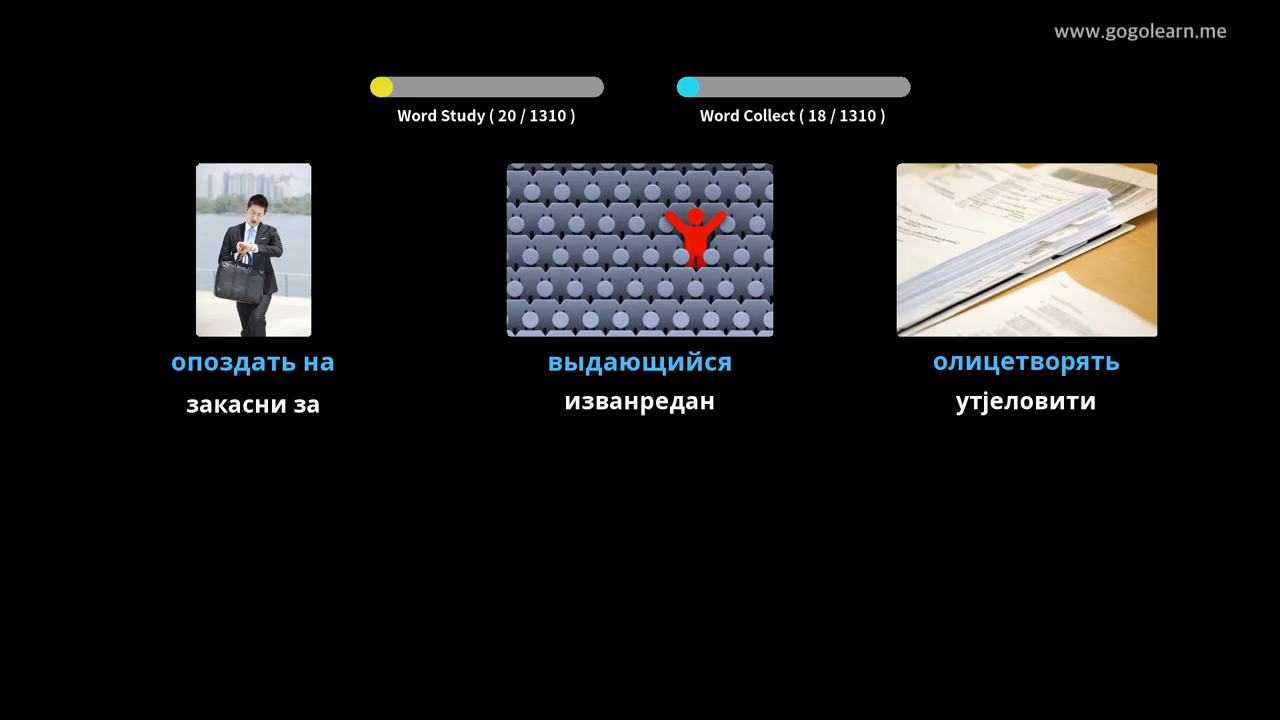 www.gogolearn.me
Word Study ( 20 / 1310 )
Word Collect ( 18 / 1310 )
опоздать на
выдающийся
олицетворять
закасни за
изванредан
утјеловити